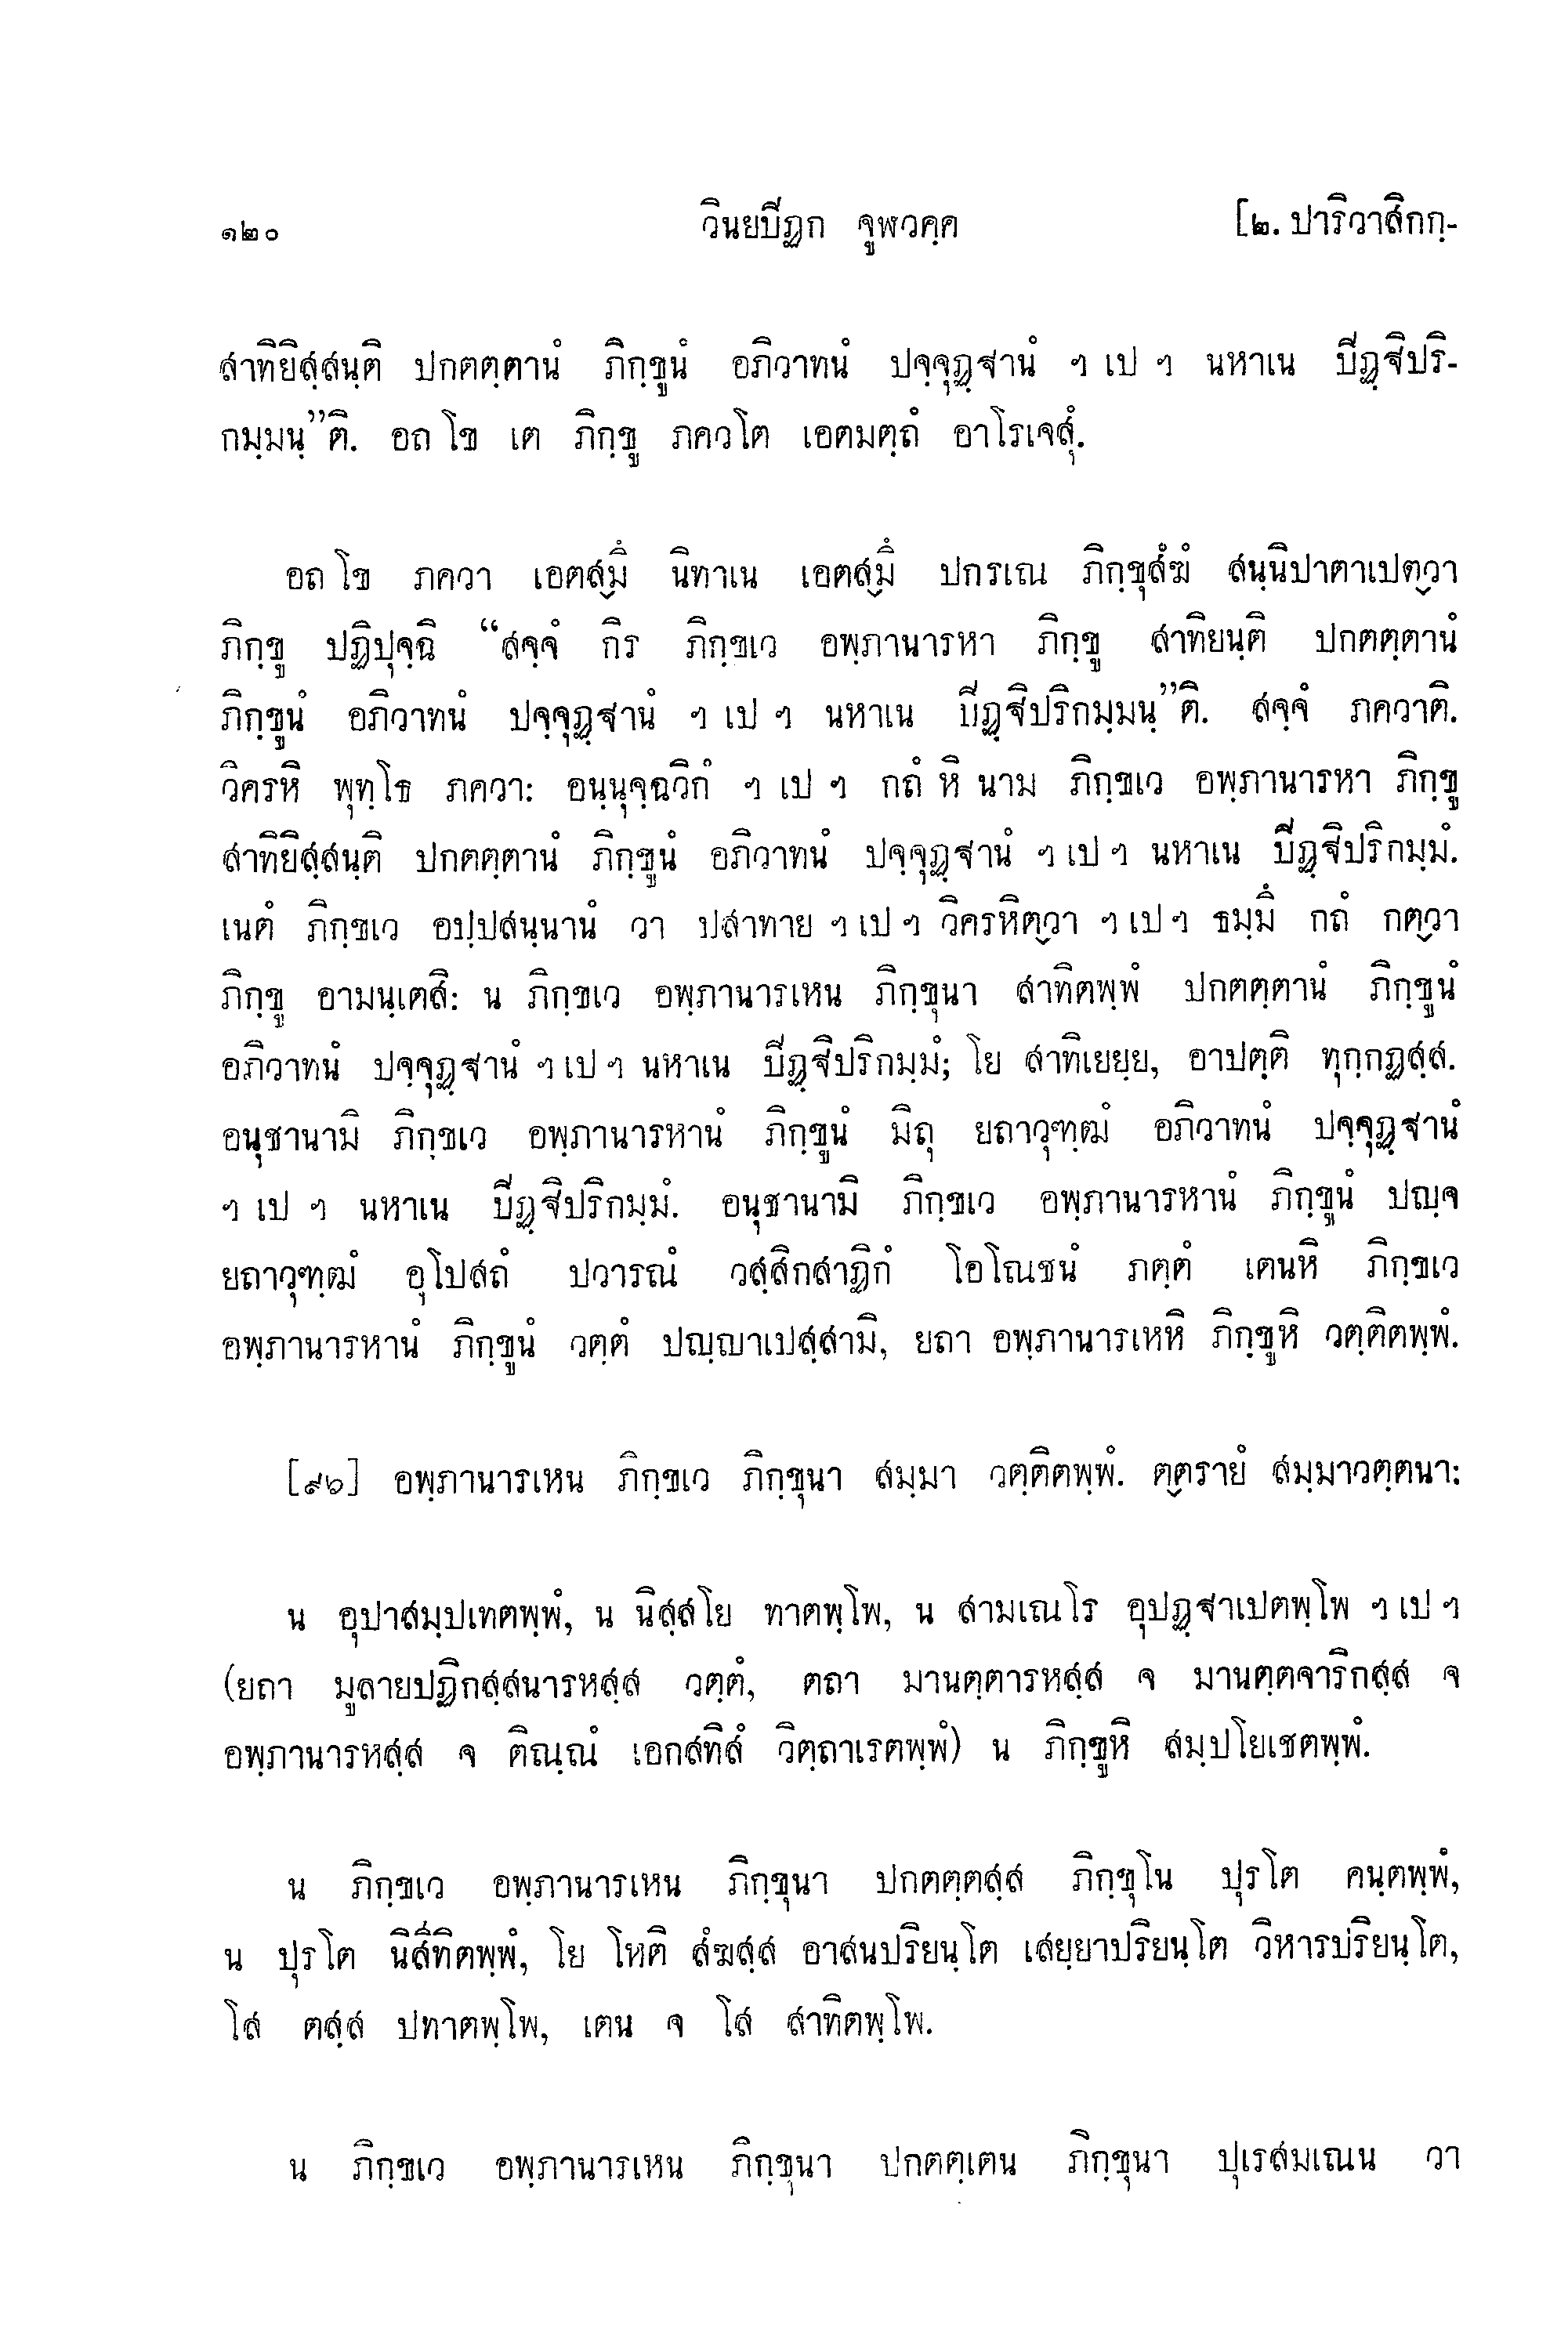 ๑๒๐ วินยปิฏก จูฬวคฺค [๒. ปาริวาสิกกฺ-
สาทิยิสฺสนฺติ ปกตตฺตานํ ภิกฺขูนํ อภิวาทนํ ปจฺจุฏฺฐานํ ฯ เป ฯ นหาเน ปีฏฺฐิปริ-
กมฺมนฺ”ติ. อถ โข เต ภิกฺขู ภควโต เอตมตฺถํ อาโรเจสุํ.
อถ โข ภควา เอตสฺมึ นิทาเน เอตสฺมึ ปกรเณ ภิกฺขุสํฆํ สนฺนิปาตาเปตฺวา
ภิกฺขู ปฏิปุจฺฉิ “สจฺจํ กิร ภิกฺขเว อพฺภานารหา ภิกฺขู สาทิยนฺติ ปกตตฺตานํ
ภิกฺขูนํ อภิวาทนํ ปจฺจุฏฺฐานํ ฯ เป ฯ นหาเน ปีฏฺฐิปริกมฺมนฺ”ติ. สจฺจํ ภควาติ.
วิครหิ พุทฺโธ ภควา: อนฺนุจฺฉวิกํ ฯ เป ฯ กถํ หิ นาม ภิกฺขเว อพฺภานารหา ภิกฺขู
สาทิยิสฺสนฺติ ปกตตฺตานํ ภิกฺขูนํ อภิวาทนํ ปจฺจุฏฺฐานํ ฯ เป ฯ นหาเน ปีฏฺฐิปริกมฺมํ.
เนตํ ภิกฺขเว อปฺปสนฺนานํ วา ปสาทาย ฯ เป ฯ วิครหิตฺวา ฯ เป ฯ ธมฺมึ กถํ กตฺวา
ภิกฺขู อามนฺเตสิ: น ภิกฺขเว อพฺภานารเหน ภิกฺขุนา สาทิตพฺพํ ปกตตฺตานํ ภิกฺขูนํ
อภิวาทนํ ปจฺจุฏฺฐานํ ฯ เป ฯ นหาเน ปีฏฺฐิปริกมฺมํ; โย สาทิเยยฺย, อาปตฺติ ทุกฺกฏสฺส.
อนุชานามิ ภิกฺขเว อพฺภานารหานํ ภิกฺขูนํ มิถุ ยถาวุฑฺฒํ อภิวาทนํ ปจฺจุฏฺฐานํ
ฯ เป ฯ นหาเน ปีฏฺฐิปริกมฺมํ. อนุชานามิ ภิกฺขเว อพฺภานารหานํ ภิกฺขูนํ ปญฺจ
ยถาวุฑฺฒํ อุโปสถํ ปวารณํ วสฺสิกสาฏิกํ โอโณชนํ ภตฺตํ เตนหิ ภิกฺขเว
อพฺภานารหานํ ภิกฺขูนํ วตฺตํ ปญฺญาเปสฺสามิ, ยถา อพฺภานารเหหิ ภิกฺขูหิ วตฺติตพฺพํ.
[๙๖] อพฺภานารเหน ภิกฺขเว ภิกฺขุนา สมฺมา วตฺติตพฺพํ. ตฺตรายํ สมฺมาวตฺตนา:
น อุปาสมฺปเทตพฺพํ, น นิสฺสโย ทาตพฺโพ, น สามเณโร อุปฏฺฐาเปตพฺโพ ฯ เป ฯ
(ยถา มูลายปฏิกสฺสนารหสฺส วตฺตํ, ตถา มานตฺตารหสฺส จ มานตฺตจาริกสฺส จ
อพฺภานารหสฺส จ ติณฺณํ เอกสทิสํ วิตฺถาเรตพฺพํ) น ภิกฺขูหิ สมฺปโยเชตพฺพํ.
น ภิกฺขเว อพฺภานารเหน ภิกฺขุนา ปกตตฺตสฺส ภิกฺขุโน ปุรโต คนฺตพฺพํ,
น ปุรโต นิสีทิตพฺพํ, โย โหติ สํฆสฺส อาสนปริยนฺโต เสยฺยาปริยนฺโต วิหารปริยนฺโต,
โส ตสฺส ปทาตพฺโพ, เตน จ โส สาทิตพฺโพ.
น ภิกฺขเว อพฺภานารเหน ภิกฺขุนา ปกตตฺเตน ภิกฺขุนา ปุเรสมเณน วา